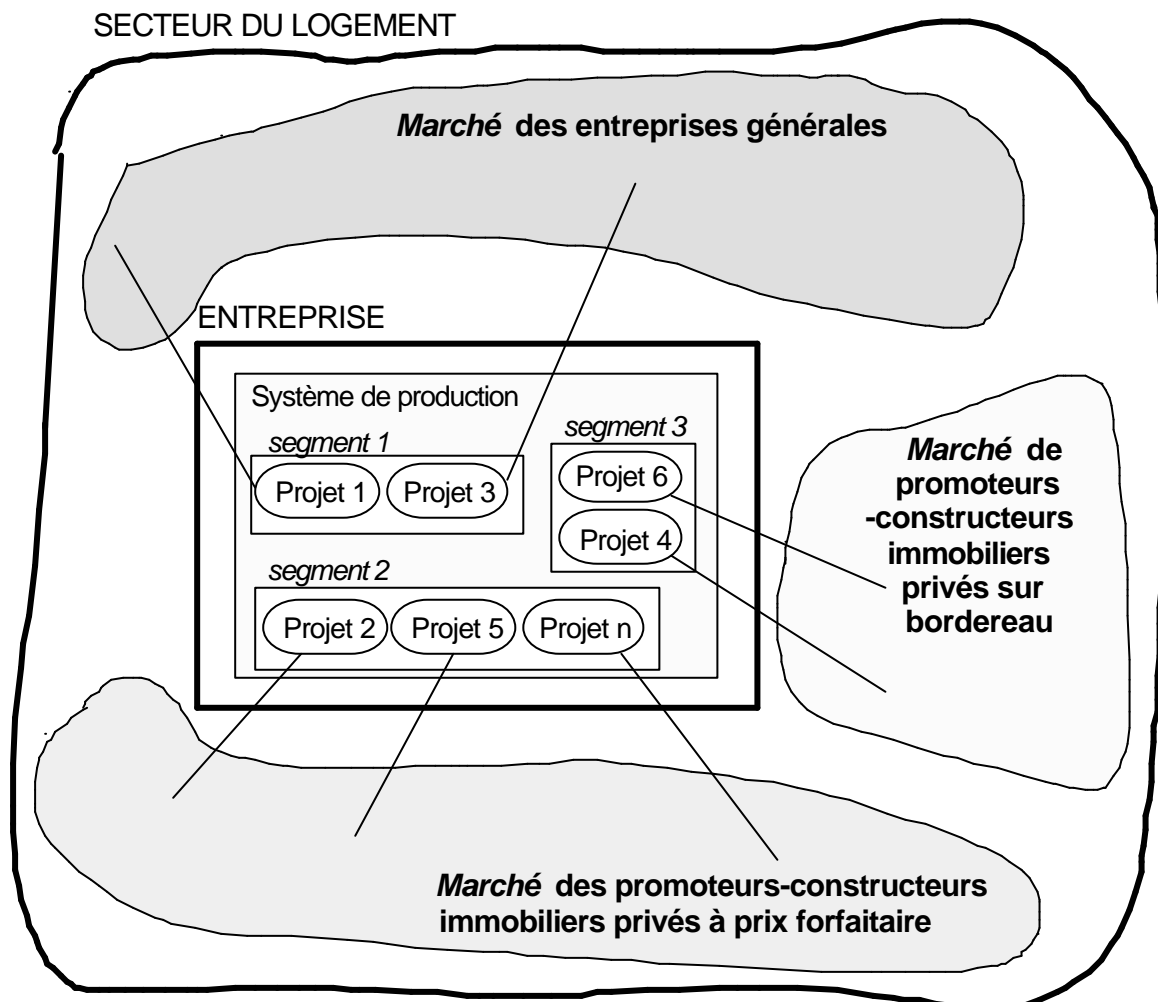 SECTEUR DU LOGEMENT
Marché des entreprises générales
ENTREPRISE
Système de production
segment 1
Projet 1
Projet 3
segment 3
Projet 6
Projet 4
segment 2
Projet 2
Projet 5
Projet n
Marché de
promoteurs
-constructeurs
immobiliers
privés sur
bordereau
Marché des promoteurs-constructeurs
immobiliers privés à prix forfaitaire